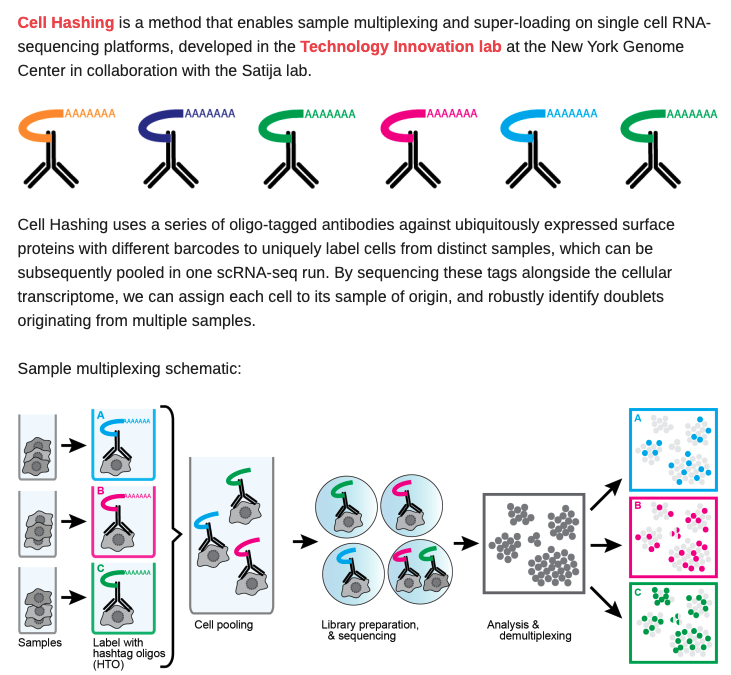 Cell Hashing is a method that enables sample multiplexing and super-loading on single cell RNA-
sequencing platforms, developed in the Technology Innovation lab at the New York Genome
Center in collaboration with the Satija lab.
AAAAAAA AAAAAAA AAAAAAA AAAAAAA AAAAAAA AAAAAAA
Cell Hashing uses a series of oligo-tagged antibodies against ubiquitously expressed surface
proteins with different barcodes to uniquely label cells from distinct samples, which can be
subsequently pooled in one scRNA-seq run. By sequencing these tags alongside the cellular
transcriptome, we can assign each cell to its sample of origin, and robustly identify doublets
originating from multiple samples.
Sample multiplexing schematic:
A
AAAAAAA
B
AAAAAAA
C
AAAAAAA
Samples
Label with
hashtag oligos
(HTO)
Cell pooling
Library preparation,
& sequencing
Analysis &
demultiplexing
A
B
C